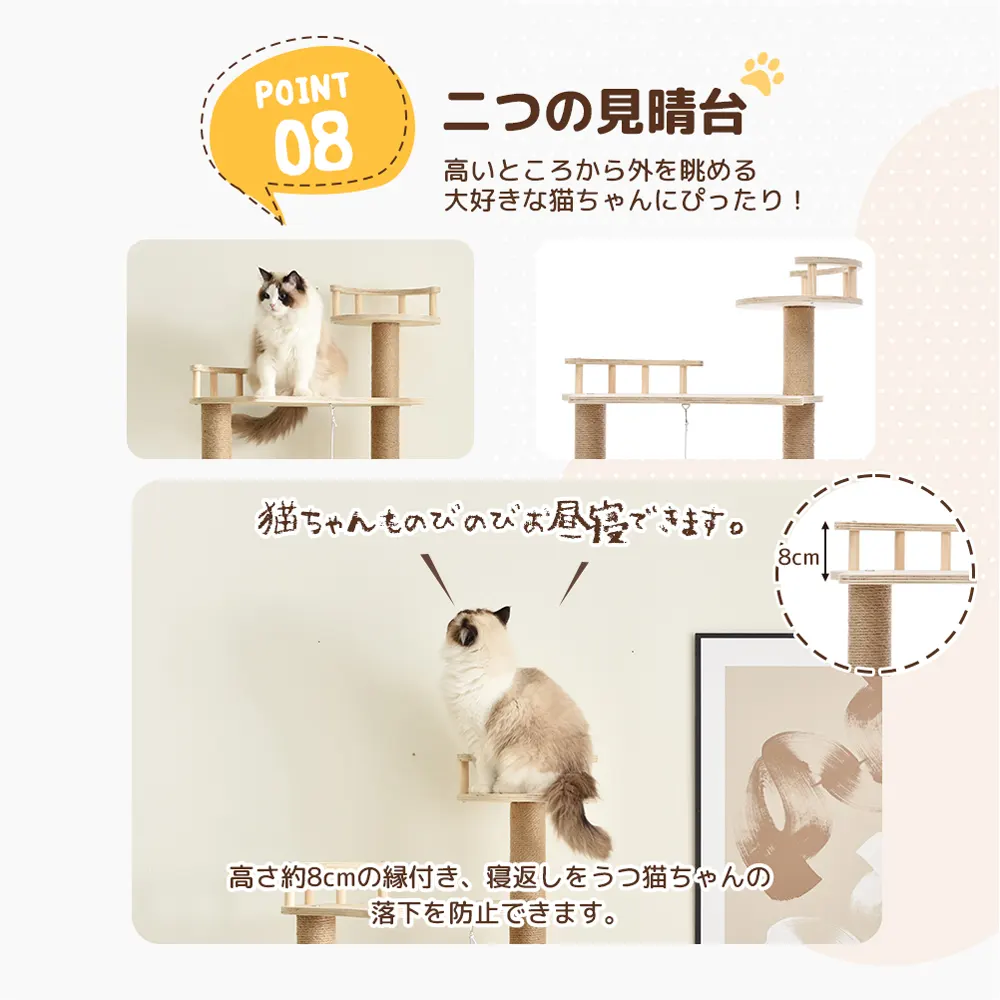 POINT
08
二つの見晴台
高いところから外を眺める
大好きな猫ちゃんにぴったり！
猫ちゃんものびのびお昼寝できます。
8cm
高さ約8cmの縁付き、寝返しをうつ猫ちゃんの
落下を防止できます。